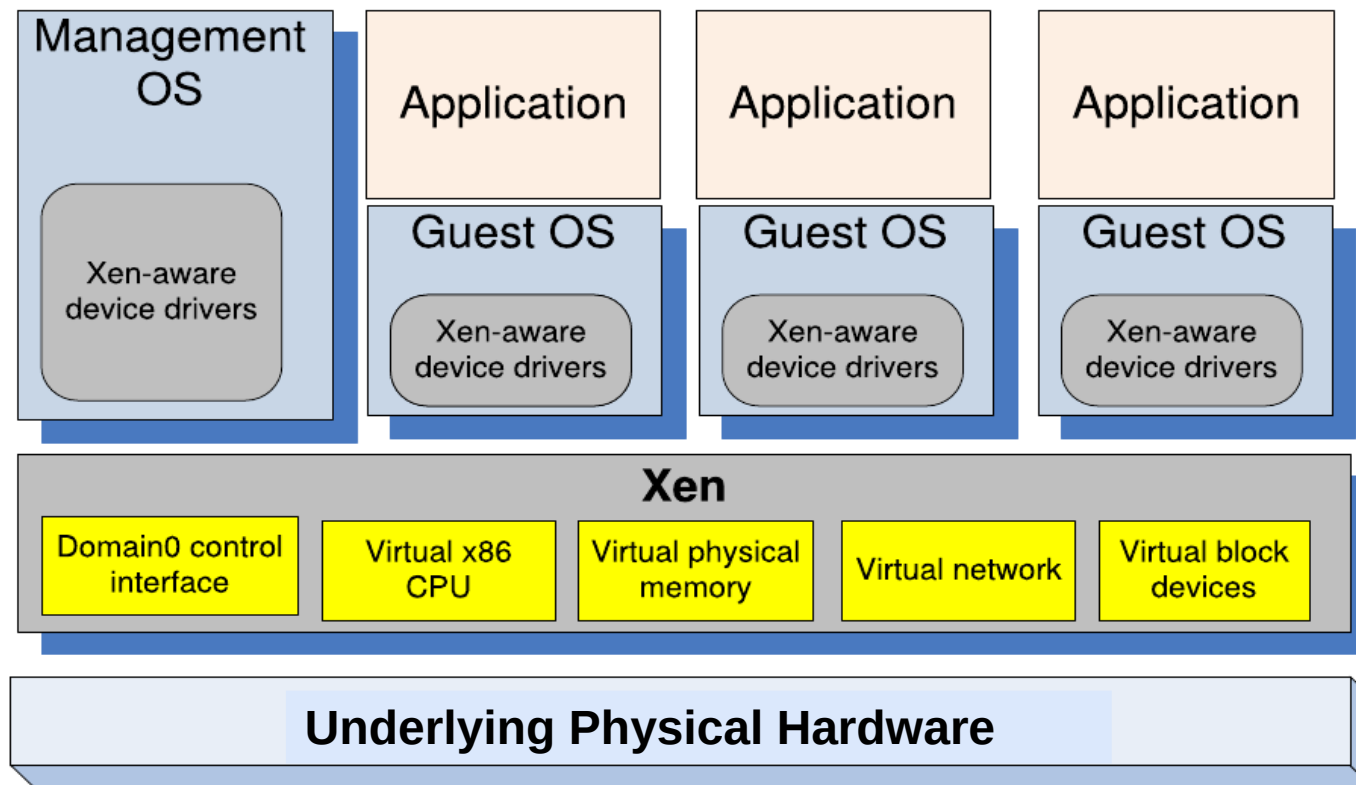 Management
OS
Xen-aware
device drivers
Application
Application
Application
Guest OS
Xen-aware
device drivers
Guest OS
Xen-aware
device drivers
Guest OS
Xen-aware
device drivers
Xen
Domain0 control
interface
Virtual x86
CPU
Virtual physical
memory
Virtual network
Virtual block
devices
Underlying Physical Hardware